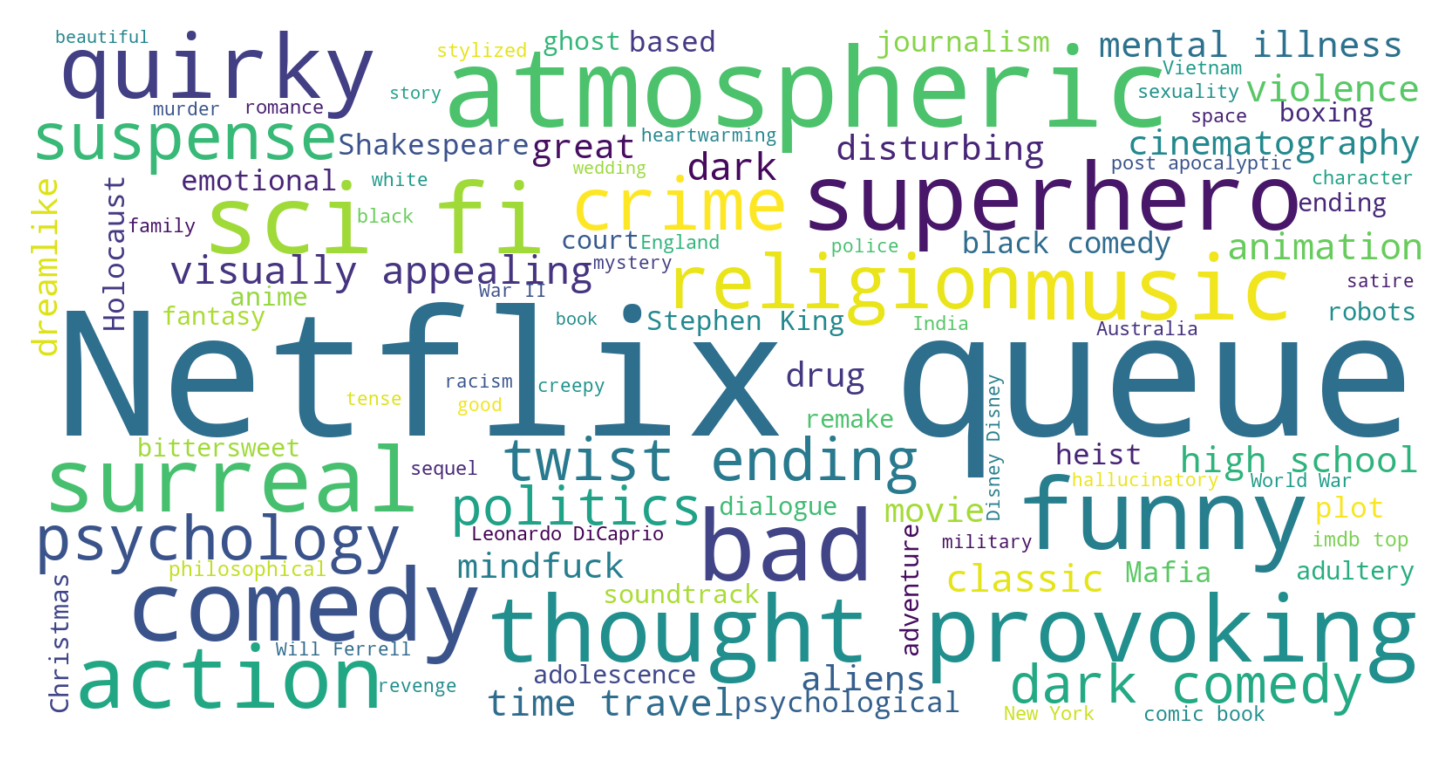 beautiful
quirky
stylized
ghost
based
journalism
mental illness
atmospheric
Vietnam
story
sexuality
violence
murder
romance
space
boxing
suspense
Shakespeare
great
heartwarming
disturbing
cinematography
dark
wedding
post apocalyptic
emotional
white
character
dreamlike
Holocaust
family
sci fi
black
crime
superhero
ending
court
England
police
black comedy
animation
visually appealing
mystery
religion
music
satire
anime
War II
fantasy
book
Stephen King
India
Australia
robots
Netflix queue
racism
creepy
drug
tense
good
remake
Disney Disney
bittersweet
surreal
sequel
twist ending
heist
high school
hallucinatory
World War
politics
dialogue
movie
funny
plot
psychology
Leonardo DiCaprio
bad
adventure
military
imdb top
philosophical
mindfuck
classic
Mafia
adultery
Christmas
comedy
soundtrack
thought provoking
Will Ferrell
action
revenge
adolescence
aliens
dark comedy
time travel
psychological
New York
comic book